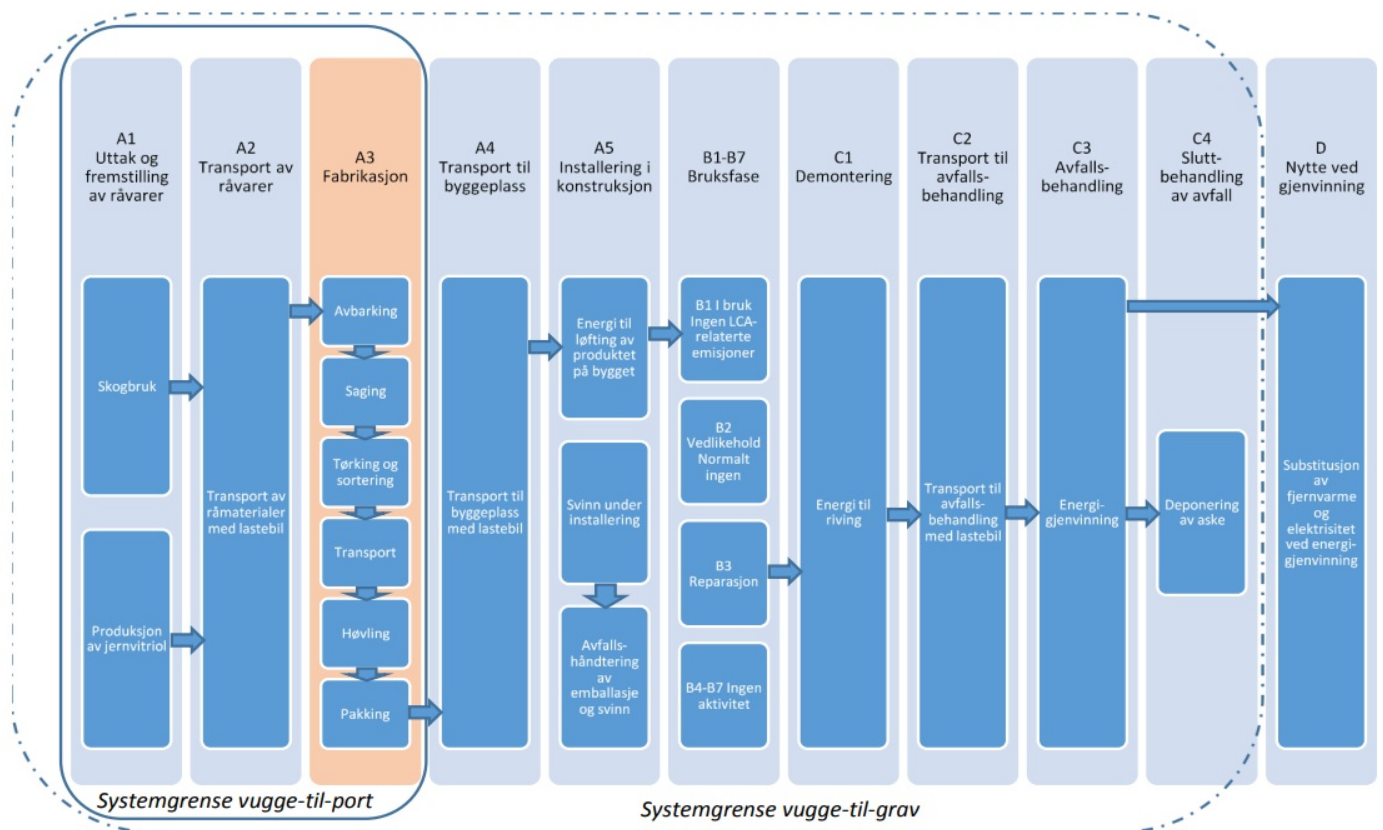 A1
Uttak og
fremstilling
av råvarer
A2
Transport av
råvarer
A3
Fabrikasjon
A4
Transport til
byggeplass
A5
Installering i
konstruksjon
B1-B7
Bruksfase
C1
Demontering
C2
Transport til
avfalls-
behandling
C3
Avfalls-
behandling
C4
Slutt-
behandling
av avfall
D
Nytte ved
gjenvinning
Skogbruk
Produksjon
av jernvitriol
Transport av
råmaterialer
med lastebil
Avbarking
Saging
Tørking og
sortering
Transport
Høvling
Pakking
Transport til
byggeplass
med lastebil
Energi til
løfting av
produktet
på bygget
Svinn under
installering
Avfalls-
håndtering
av
emballasje
og svinn
B1 I bruk
Ingen LCA-
relaterte
emisjoner
B2
Vedlikehold
Normalt
ingen
B3
Reparasjon
B4-B7 Ingen
aktivitet
Energi til
riving
Transport til
avfalls-
behandling
med lastebil
Energi-
gjenvinning
Deponering
av aske
Substitusjon
av
fjernvarme
og
elektrisitet
ved energi-
gjenvinning
Systemgrense vugge-til-port
Systemgrense vugge-til-grav